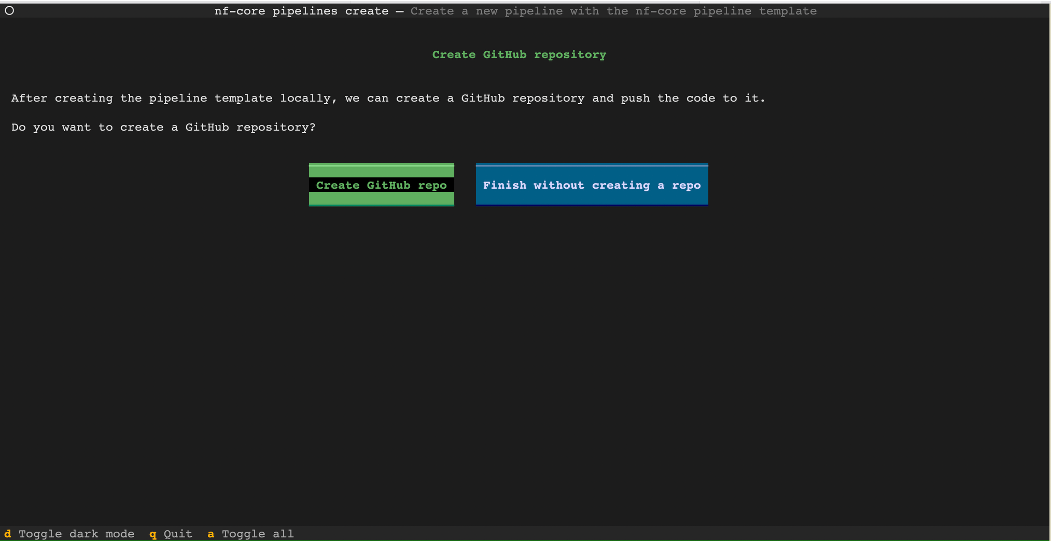 nf-core pipelines create — Create a new pipeline with the nf-core pipeline template
Create GitHub repository
After creating the pipeline template locally, we can create a GitHub repository and push the code to it.
Do you want to create a GitHub repository?
Create GitHub repo
Finish without creating a repo
d Toggle dark mode q Quit a Toggle all